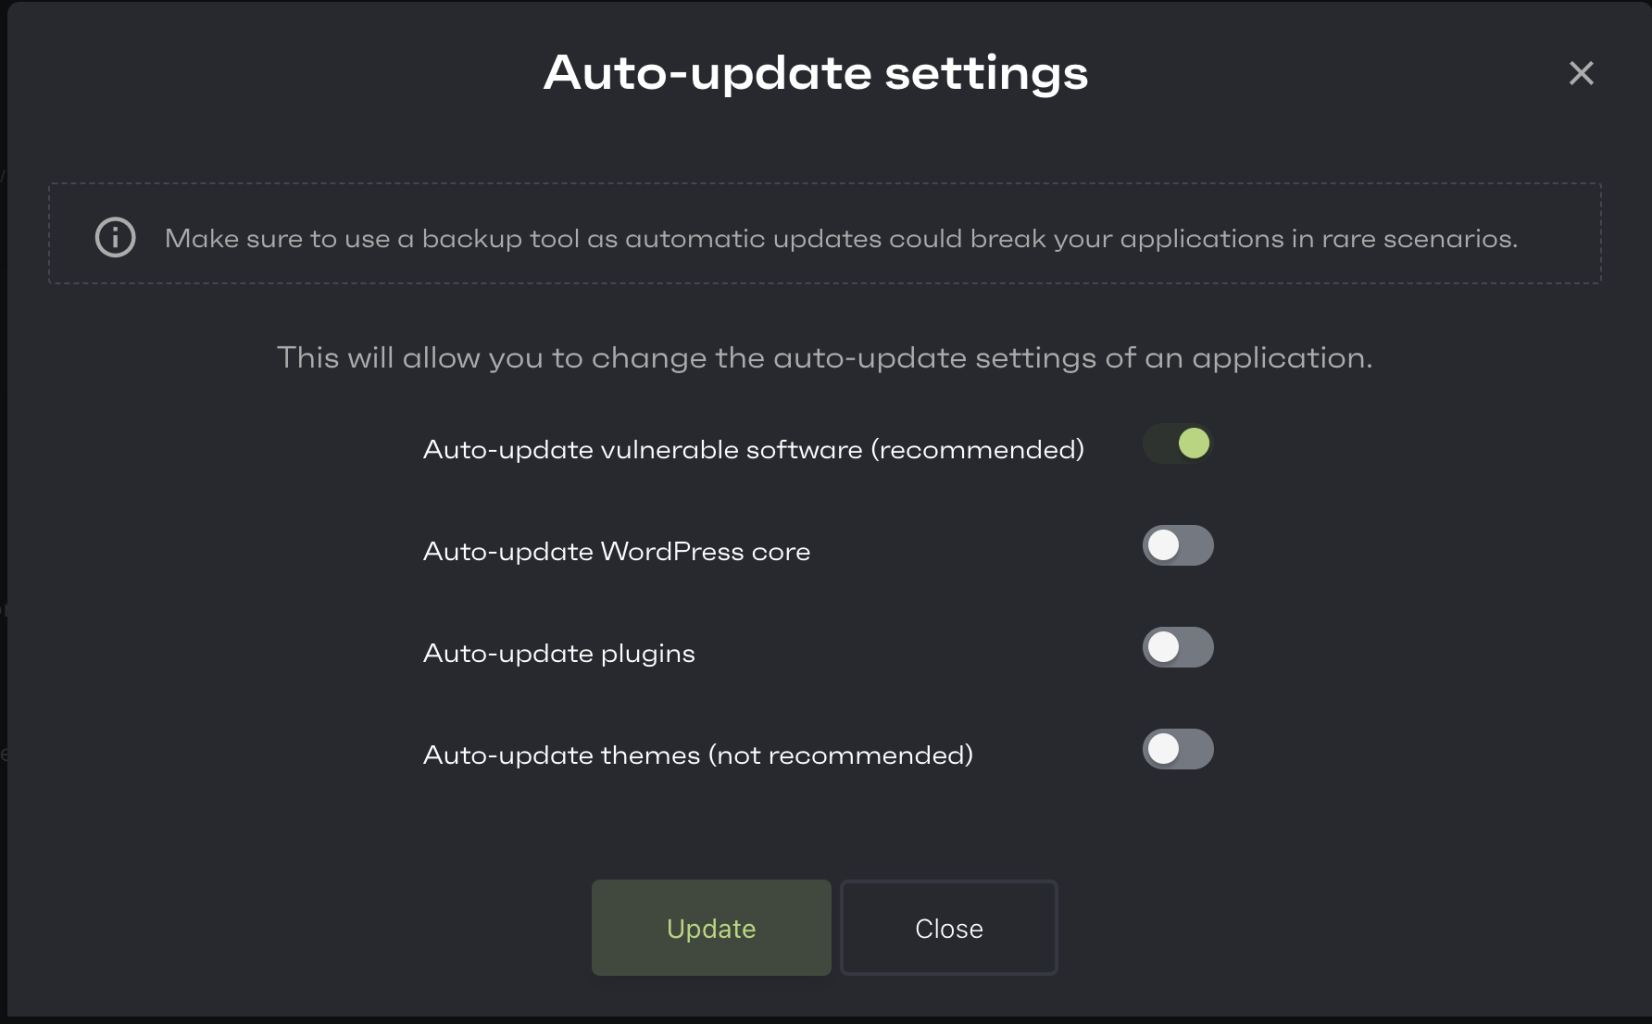 Auto-update settings
Make sure to use a backup tool as automatic updates could break your applications in rare scenarios.
This will allow you to change the auto-update settings of an application.
Auto-update vulnerable software (recommended)
Auto-update WordPress core
Auto-update plugins
Auto-update themes (not recommended)
Update
Close